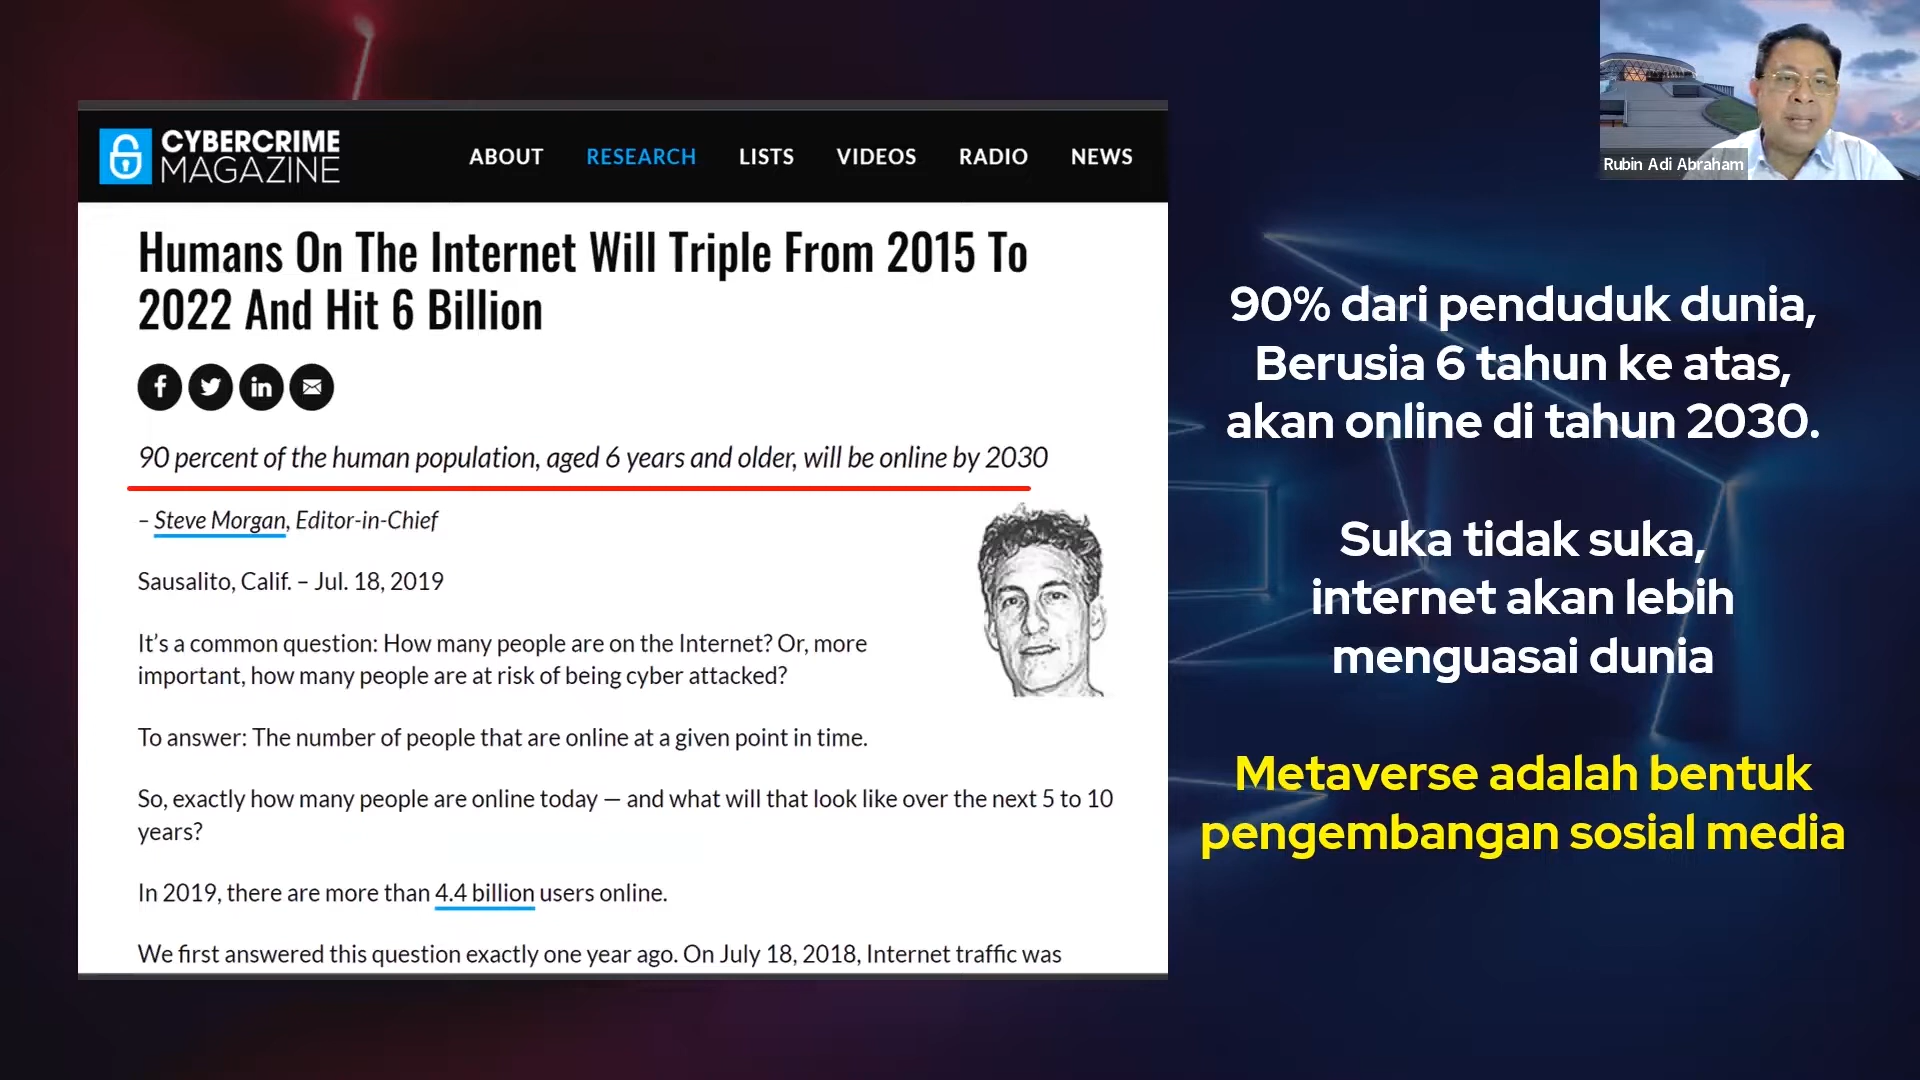 CYBERCRIME
MAGAZINE
ABOUT RESEARCH LISTS VIDEOS RADIO NEWS
Humans On The Internet Will Triple From 2015 To
2022 And Hit 6 Billion
90 percent of the human population, aged 6 years and older, will be online by 2030
– Steve Morgan, Editor-in-Chief
Sausalito, Calif. – Jul. 18, 2019
It's a common question: How many people are on the Internet? Or, more
important, how many people are at risk of being cyber attacked?
To answer: The number of people that are online at a given point in time.
So, exactly how many people are online today — and what will that look like over the next 5 to 10
years?
In 2019, there are more than 4.4 billion users online.
We first answered this question exactly one year ago. On July 18, 2018, Internet traffic was
Rubin Adi Abraham
90% dari penduduk dunia,
Berusia 6 tahun ke atas,
akan online di tahun 2030.
Suka tidak suka,
internet akan lebih
menguasai dunia
Metaverse adalah bentuk
pengembangan sosial media